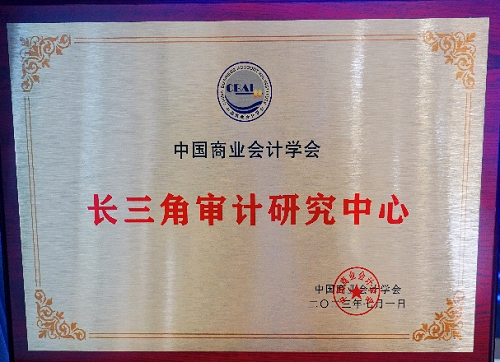 CBAI
中国商业会计学会
长三角审计研究中心
中国商业会计学会
二〇一三年七月一日